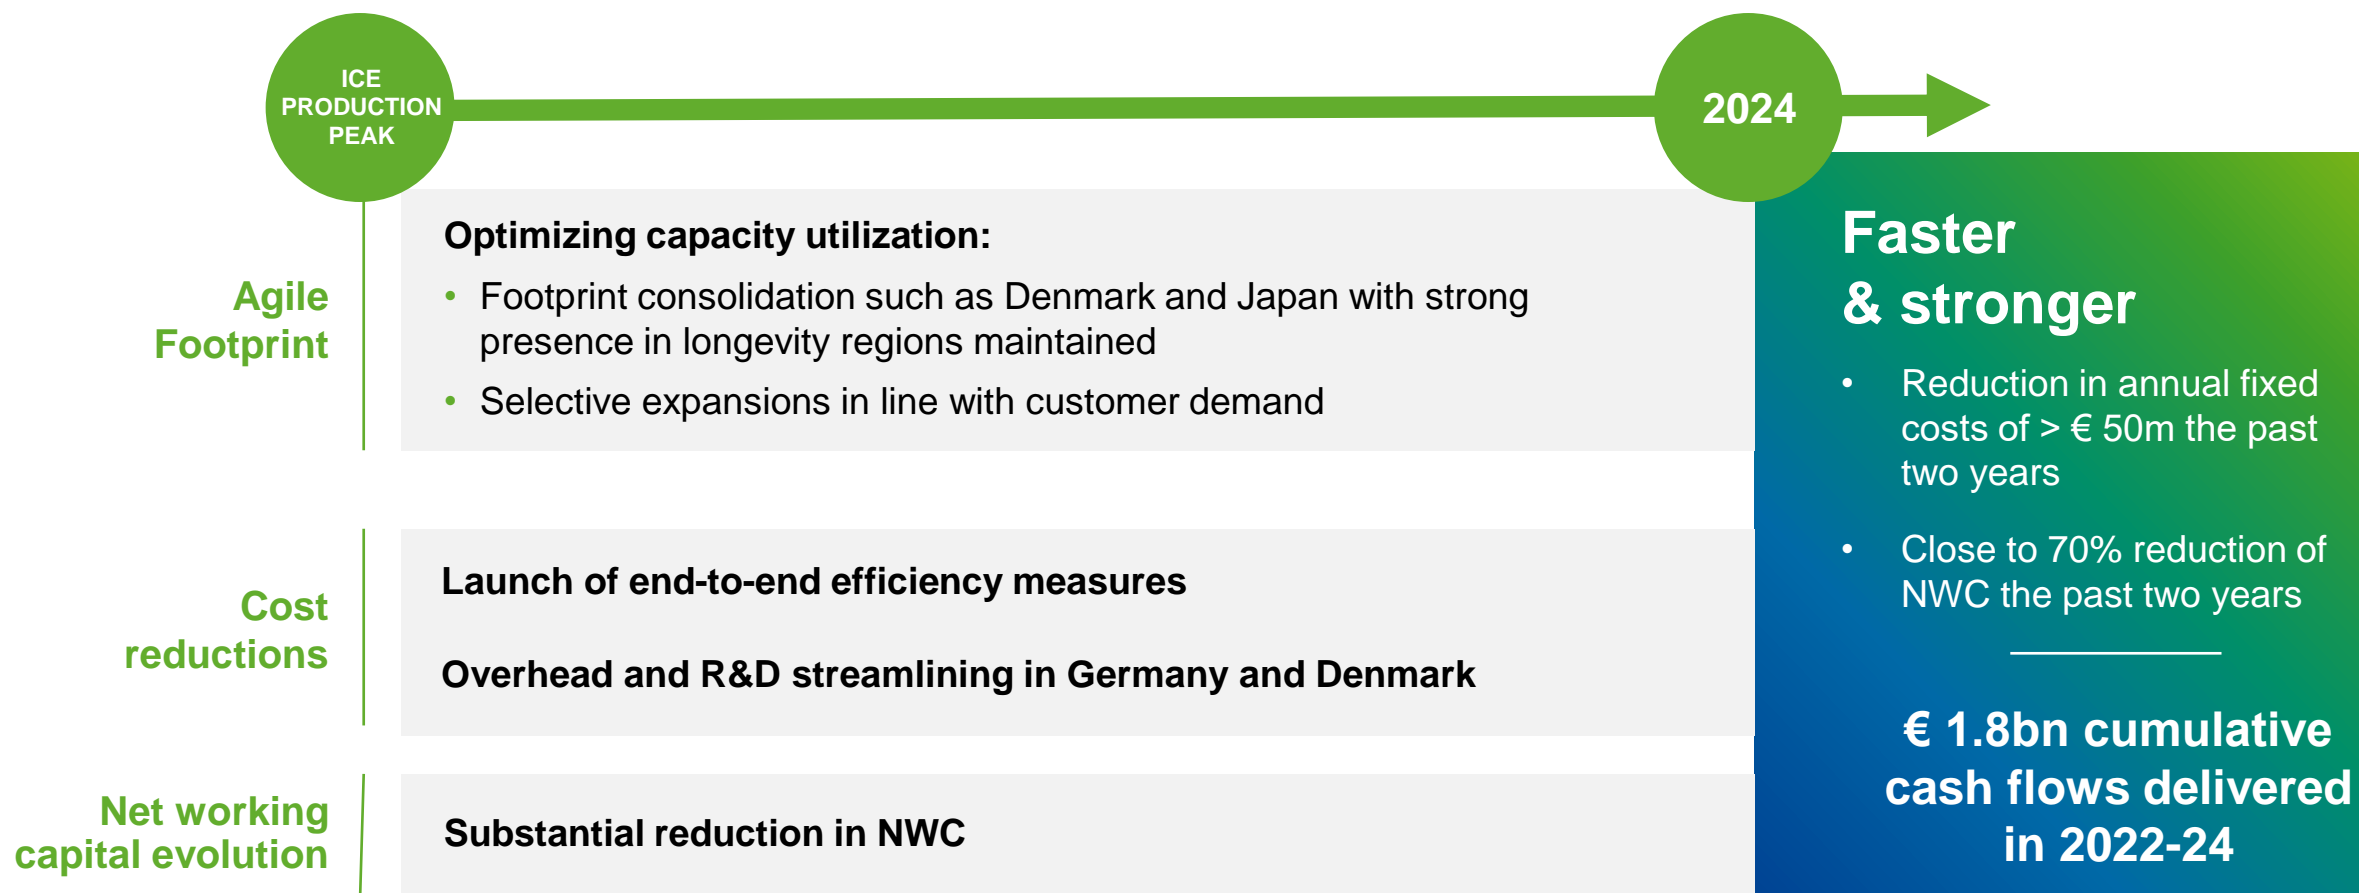 ICE
PRODUCTION
PEAK
2024
Agile
Footprint
Optimizing capacity utilization:
• Footprint consolidation such as Denmark and Japan with strong
presence in longevity regions maintained
• Selective expansions in line with customer demand
Cost
reductions
Launch of end-to-end efficiency measures
Overhead and R&D streamlining in Germany and Denmark
Net working
capital evolution
Substantial reduction in NWC
Faster
& stronger
• Reduction in annual fixed
costs of > € 50m the past
two years
• Close to 70% reduction of
NWC the past two years
€ 1.8bn cumulative
cash flows delivered
in 2022-24